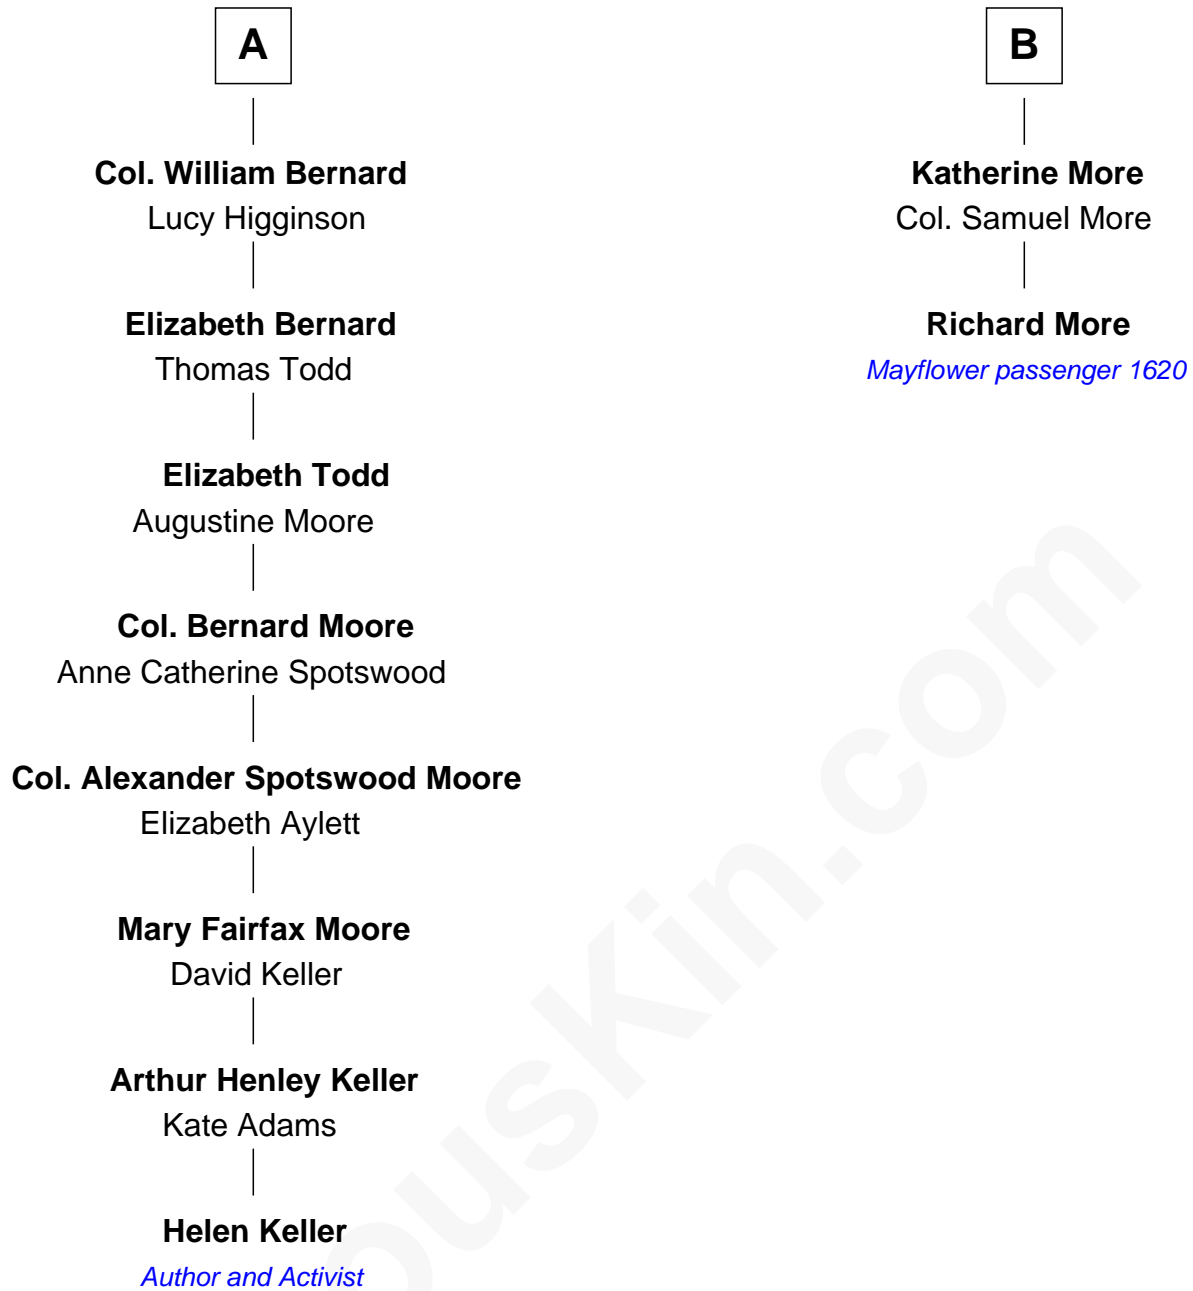 A
Col. William Bernard
Lucy Higginson
Elizabeth Bernard
Thomas Todd
Elizabeth Todd
Augustine Moore
Col. Bernard Moore
Anne Catherine Spotswood
Col. Alexander Spotswood Moore
Elizabeth Aylett
Mary Fairfax Moore
David Keller
Arthur Henley Keller
Kate Adams
Helen Keller
Author and Activist
B
Katherine More
Col. Samuel More
Richard More
Mayflower passenger 1620
ousKin.com